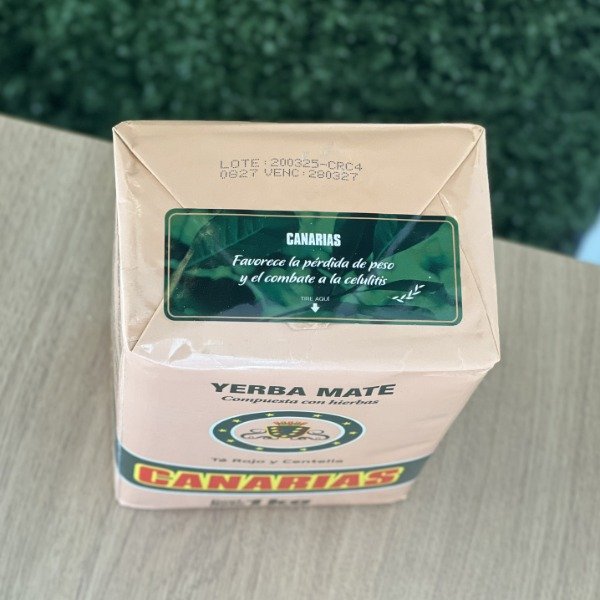 LOTE:200325-CRC4
0827 VENC:280327
CANARIAS
Favorece la pérdida de peso
y el combate a la celulitis
TIRE AQUÍ
YERBA MATE
Compuesta con hierbas
Té Rojo y Centella
CANARIAS
1kg